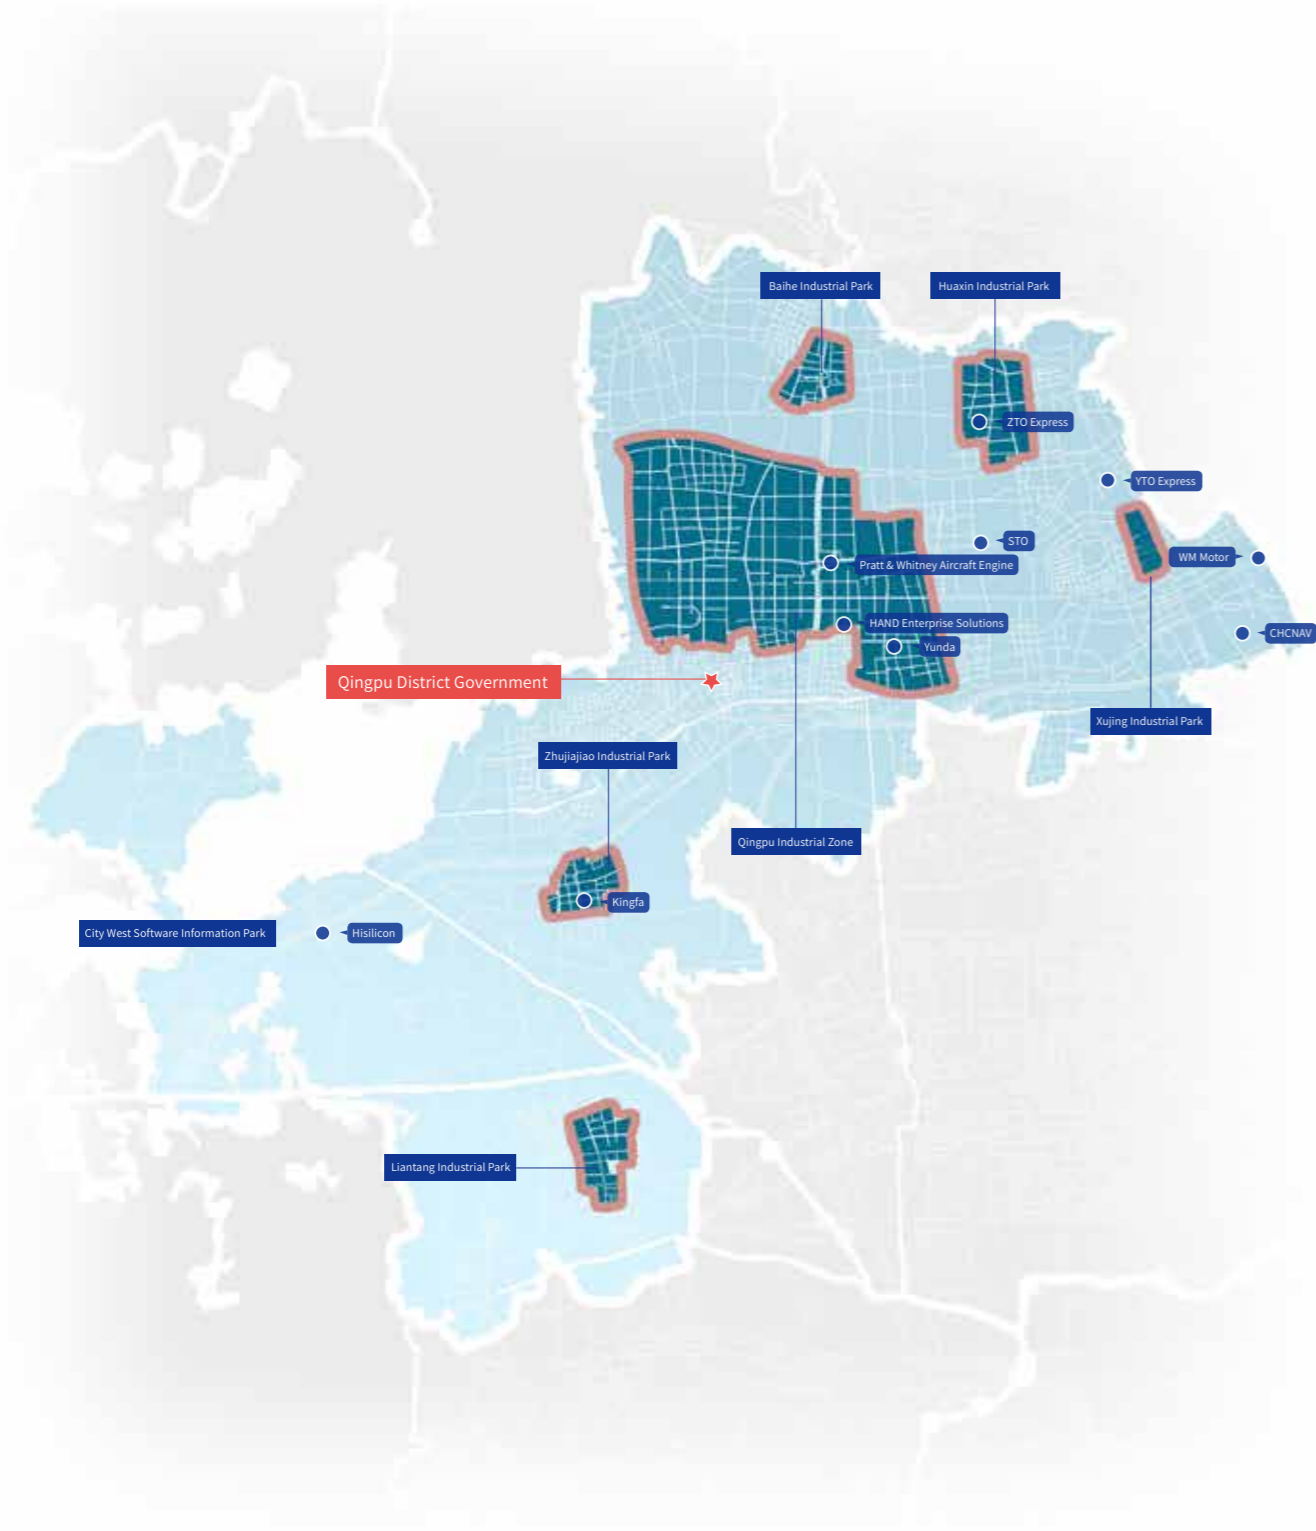 Baihe Industrial Park
Huaxin Industrial Park
ZTO Express
YTO Express
STO
WM Motor
Pratt & Whitney Aircraft Engine
HAND Enterprise Solutions
CHCNAV
Yunda
Qingpu District Government
Xujing Industrial Park
Zhujiajiao Industrial Park
Qingpu Industrial Zone
Kingfa
City West Software Information Park
Hisilicon
Liantang Industrial Park